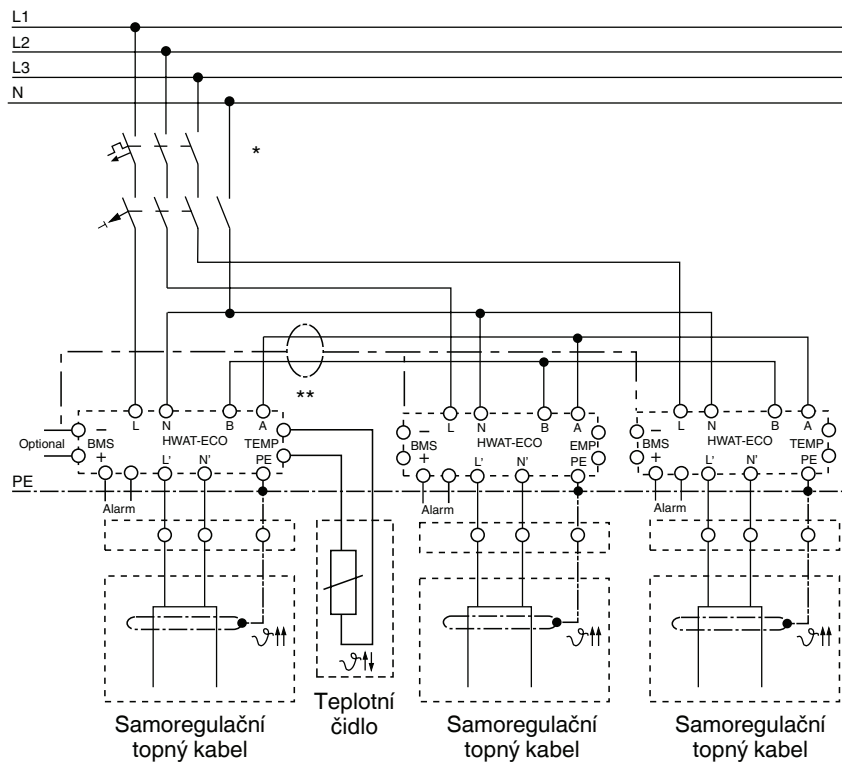 L1
L2
L3
N
*
**
L N B A
– BMS HWAT-ECO TEMP
Optional
+ L' N' PE
L N B A
– BMS HWAT-ECO EMP
+ L' N' PE
L N B A
– BMS HWAT-ECO TEMP
+ L' N' PE
PE
Alarm
Alarm
Alarm
Samoregulační
topný kabel
Teplotní
čidlo
Samoregulační
topný kabel
Samoregulační
topný kabel